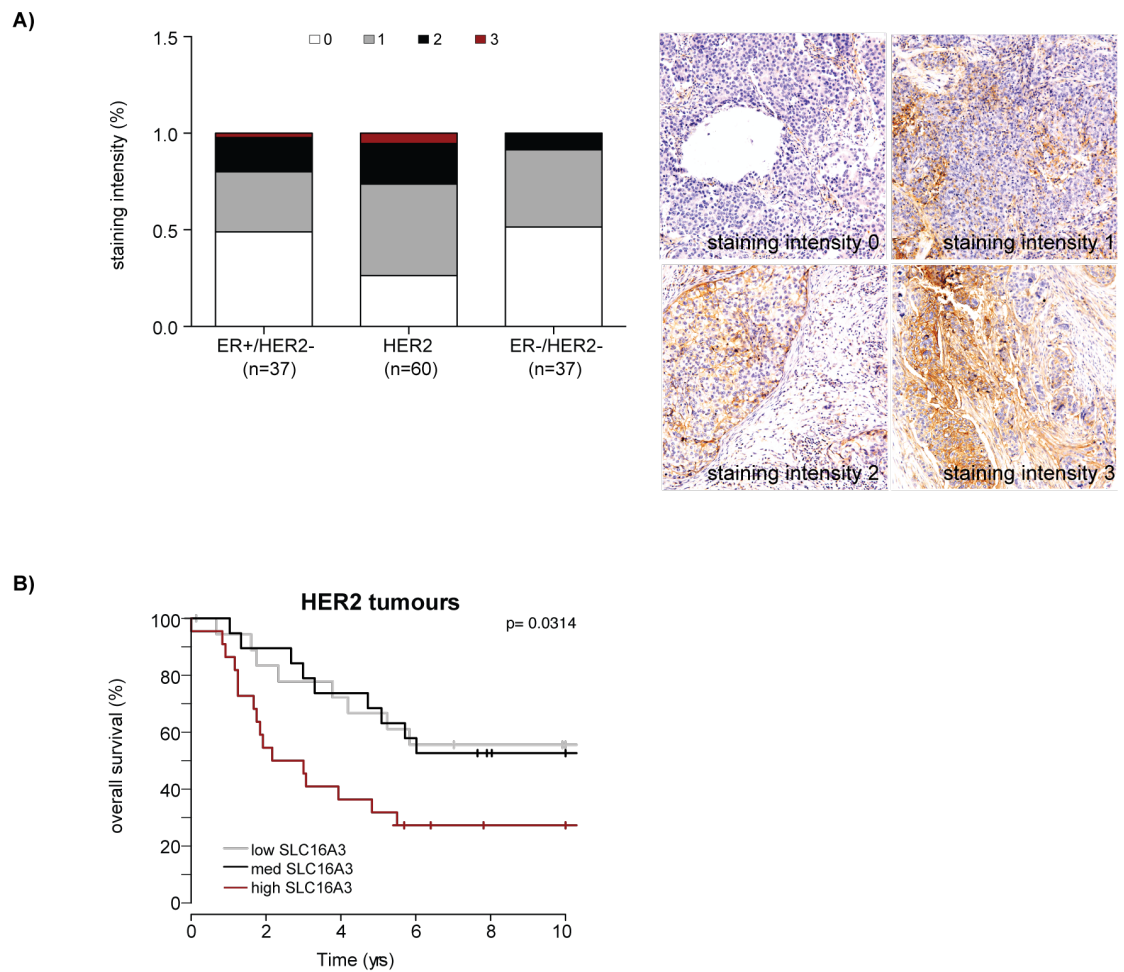 A)
1.5
1.0
0.5
0.0
staining intensity (%)
0 1 2 3
ER+/HER2-
(n=37)
HER2
(n=60)
ER-/HER2-
(n=37)
staining intensity 0
staining intensity 1
staining intensity 2
staining intensity 3
B)
HER2 tumours
p= 0.0314
100
80
60
40
20
0
overall survival (%)
low SLC16A3
med SLC16A3
high SLC16A3
0 2 4 6 8 10
Time (yrs)